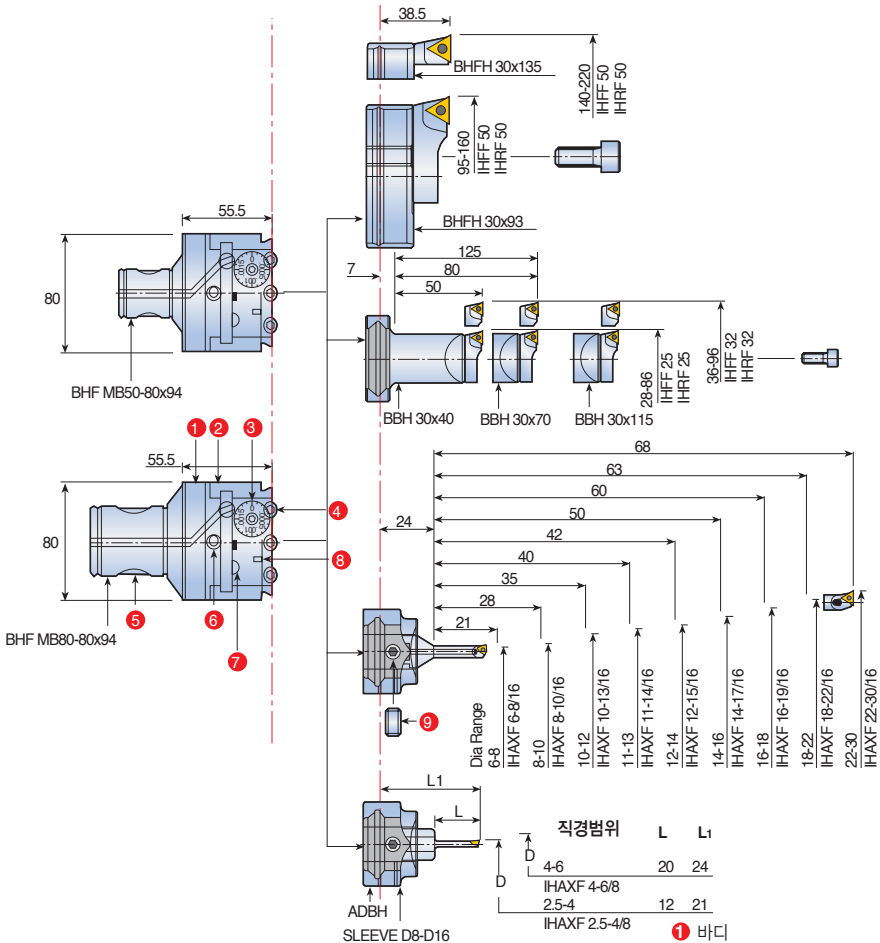 38.5
BHFH 30x135
140-220
IHFF 50
IHRF 50
95-160
IHFF 50
IHRF 50
BHFH 30x93
55.5
80
BHF MB50-80x94
7
125
80
50
36-96
IHFF 32
IHRF 32
28-86
IHFF 25
IHRF 25
BBH 30x40
BBH 30x70
BBH 30x115
1
2
3
55.5
4
80
8
5
6
7
BHF MB80-80x94
68
63
60
50
24
42
40
35
28
21
9
Dia Range
6-8
IHAXF 6-8/16
8-10
IHAXF 8-10/16
10-12
IHAXF 10-13/16
11-13
IHAXF 11-14/16
12-14
IHAXF 12-15/16
14-16
IHAXF 14-17/16
16-18
IHAXF 16-19/16
18-22
IHAXF 18-22/16
22-30
IHAXF 22-30/16
L1
L
직경범위 L L1
D
4-6 20 24
IHAXF 4-6/8
D
2.5-4 12 21
IHAXF 2.5-4/8
ADBH
SLEEVE D8-D16
1 바디